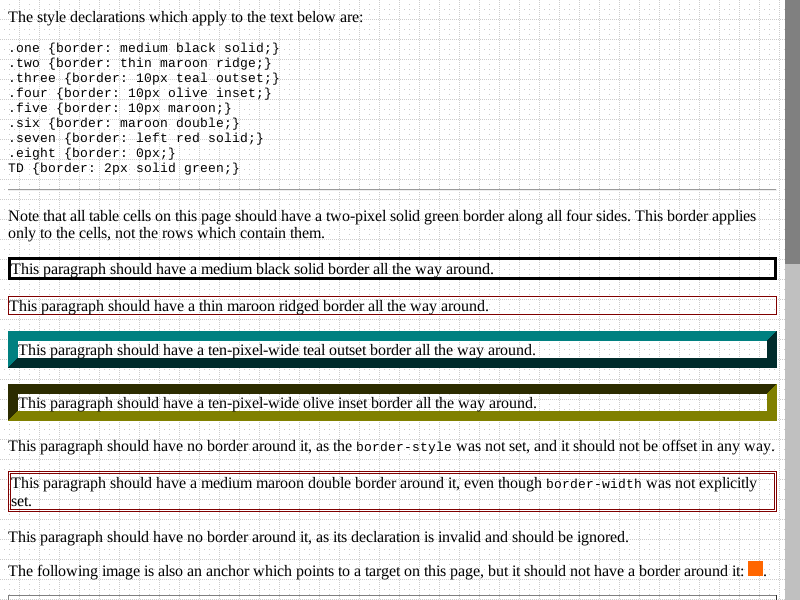 The style declarations which apply to the text below are:
.one {border: medium black solid;}
.two {border: thin maroon ridge;}
.three {border: 10px teal outset;}
.four {border: 10px olive inset;}
.five {border: 10px maroon;}
.six {border: maroon double;}
.seven {border: left red solid;}
.eight {border: 0px;}
TD {border: 2px solid green;}
Note that all table cells on this page should have a two-pixel solid green border along all four sides. This border applies
only to the cells, not the rows which contain them.
This paragraph should have a medium black solid border all the way around.
This paragraph should have a thin maroon ridged border all the way around.
This paragraph should have a ten-pixel-wide teal outset border all the way around.
This paragraph should have a ten-pixel-wide olive inset border all the way around.
This paragraph should have no border around it, as the border-style was not set, and it should not be offset in any way.
This paragraph should have a medium maroon double border around it, even though border-width was not explicitly
set.
This paragraph should have no border around it, as its declaration is invalid and should be ignored.
The following image is also an anchor which points to a target on this page, but it should not have a border around it: .